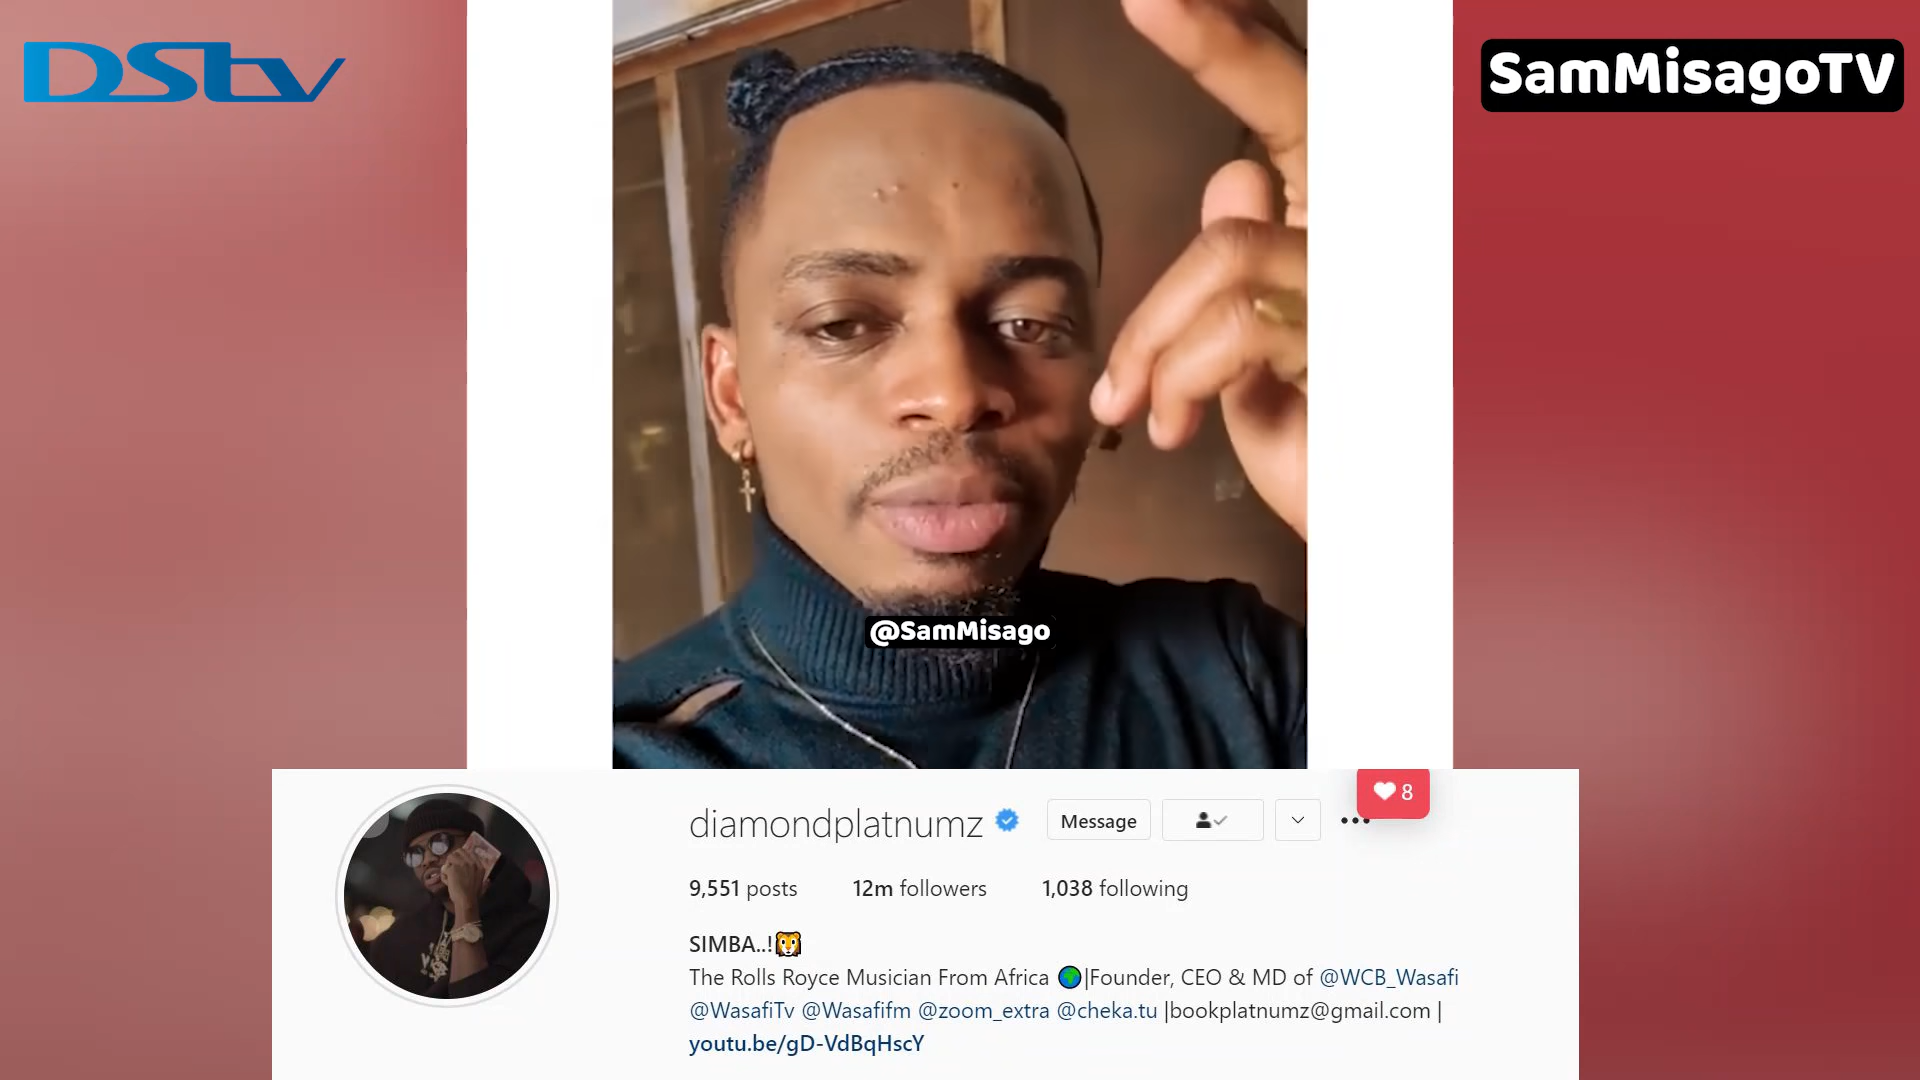 DStv
SamMisagoTV
@SamMisago
diamondplatnumz
Message
8
9,551 posts 12m followers 1,038 following
SIMBA..!🦁
The Rolls Royce Musician From Africa 🌍|Founder, CEO & MD of @WCB_Wasafi
@WasafiTv @Wasafifm @zoom_extra @cheka.tu |bookplatnumz@gmail.com |
youtu.be/gD-VdBqHscY